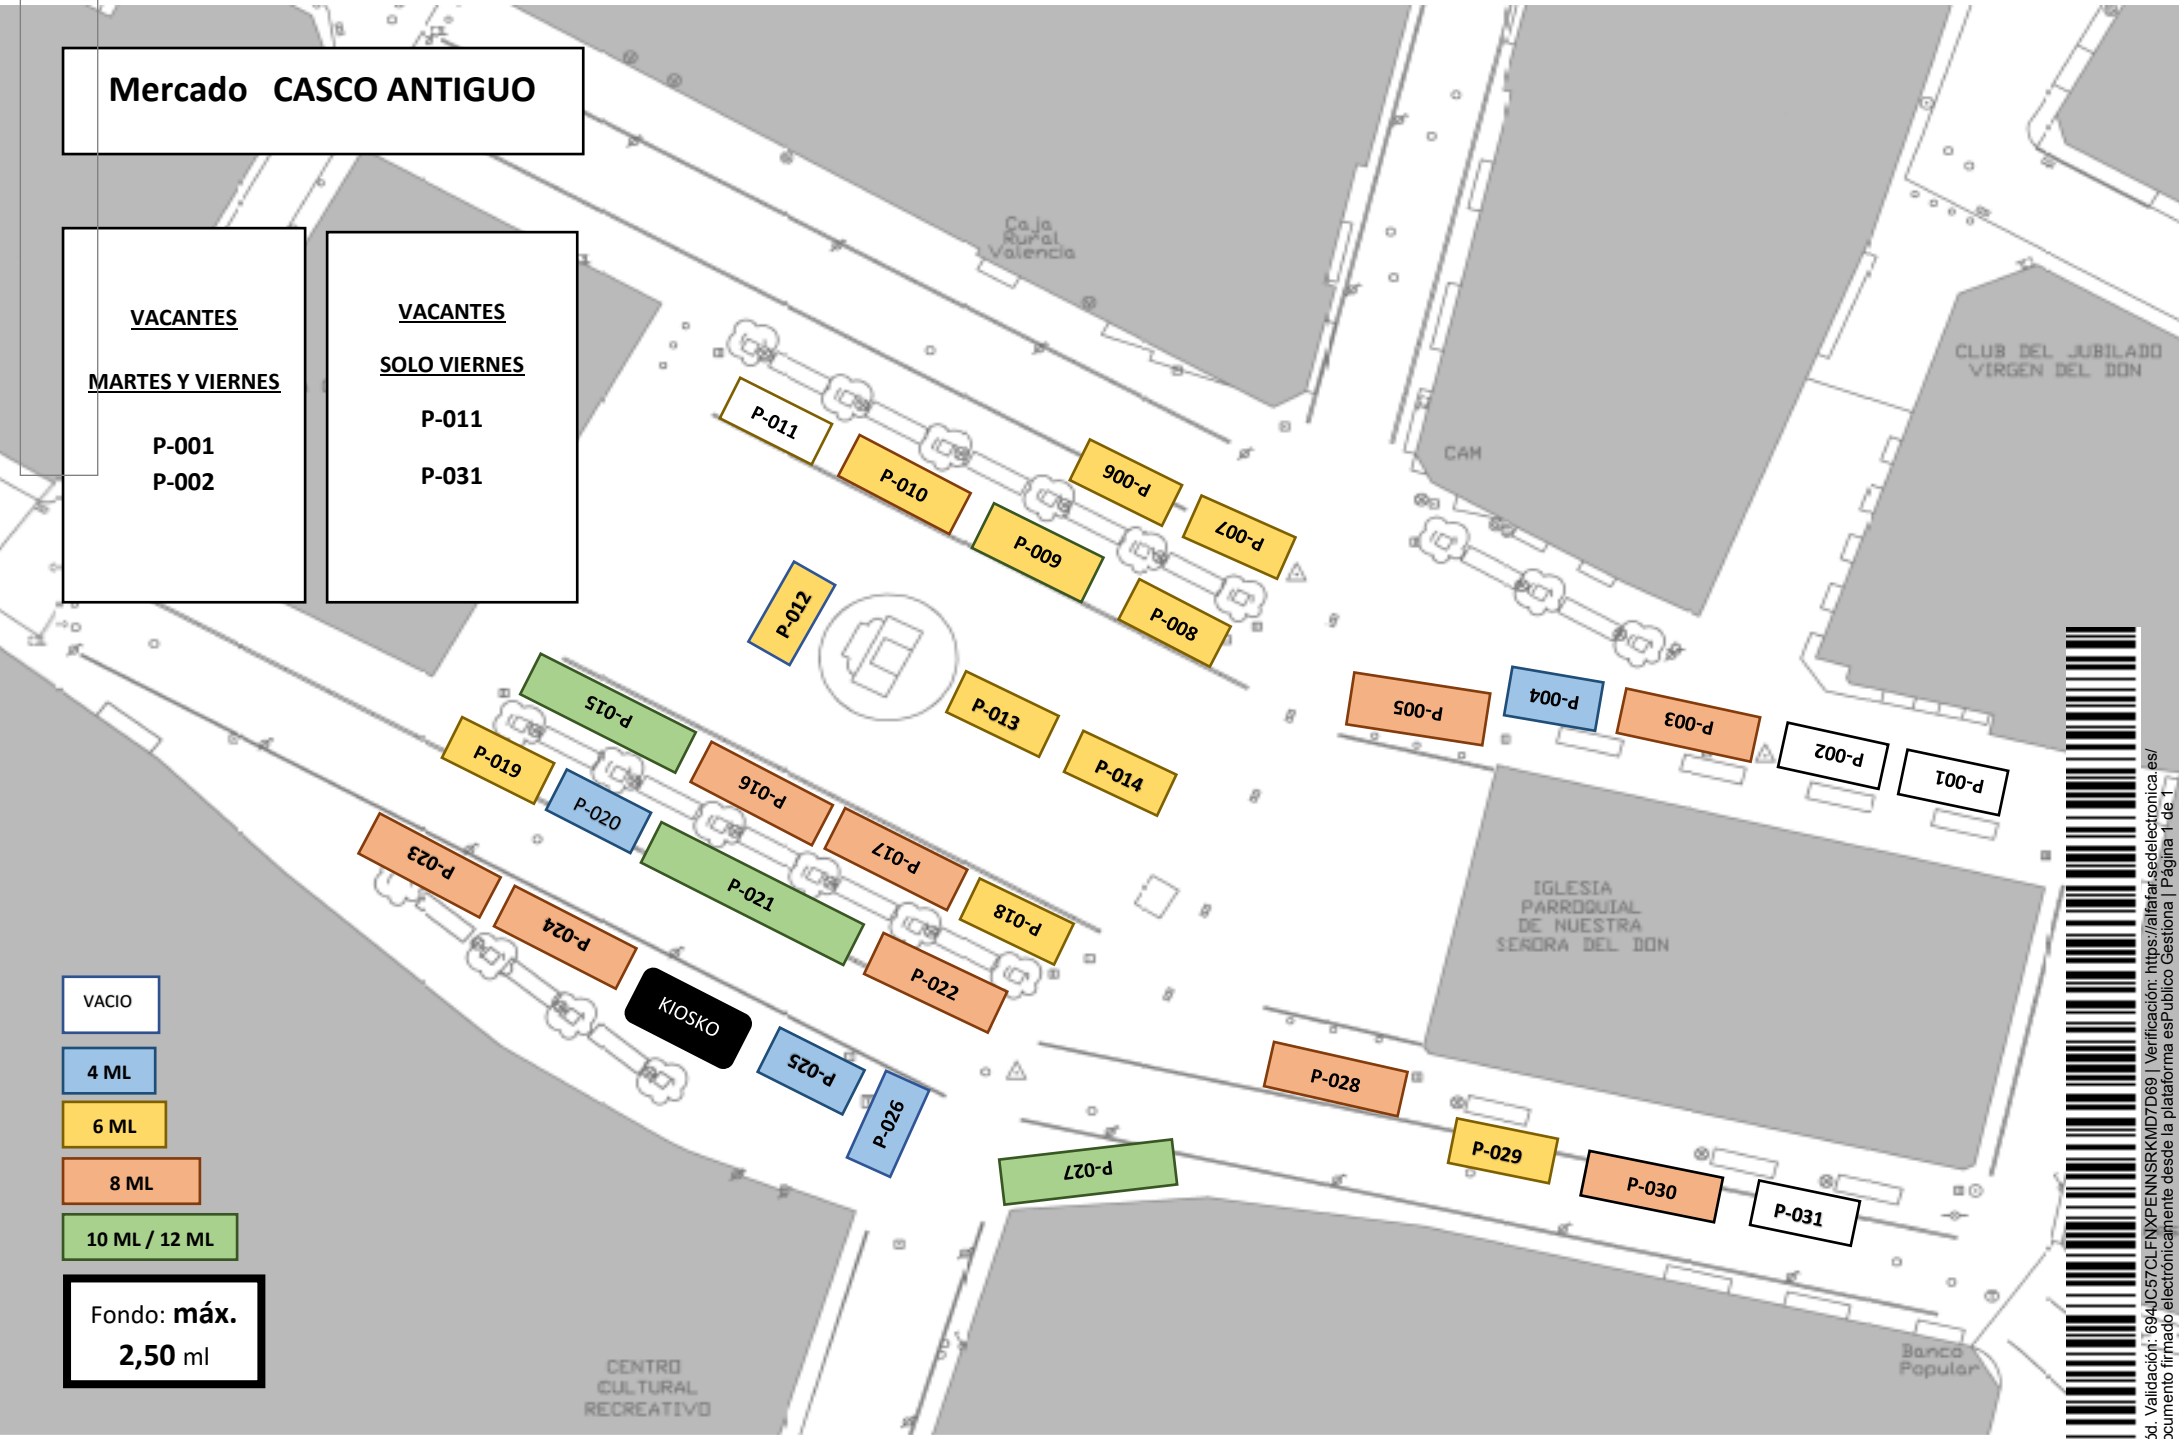 Mercado CASCO ANTIGUO
VACANTES
MARTES Y VIERNES
P-001
P-002
VACANTES
SOLO VIERNES
P-011
P-031
Caja
Rural
Valencia
CAM
CLUB DEL JUBILADO
VIRGEN DEL DON
P-011
P-010
P-009
P-008
P-006
P-007
P-012
P-013
P-014
P-005
P-004
P-003
P-002
P-001
P-015
P-016
P-017
P-018
P-019
P-020
P-021
P-022
P-023
P-024
KIOSKO
P-025
P-026
P-027
P-028
P-029
P-030
P-031
IGLESIA
PARROQUIAL
DE NUESTRA
SEÑORA DEL DON
VACIO
4 ML
6 ML
8 ML
10 ML / 12 ML
Fondo: máx.
2,50 ml
CENTRO
CULTURAL
RECREATIVO
Banco
Popular
ód. Validación: 694JC57CLFNXPENNSRKMD7D69 | Verificación: https://alfafar.sedelectronica.es/
ocumento firmado electrónicamente desde la plataforma esPublico Gestiona | Página 1 de 1